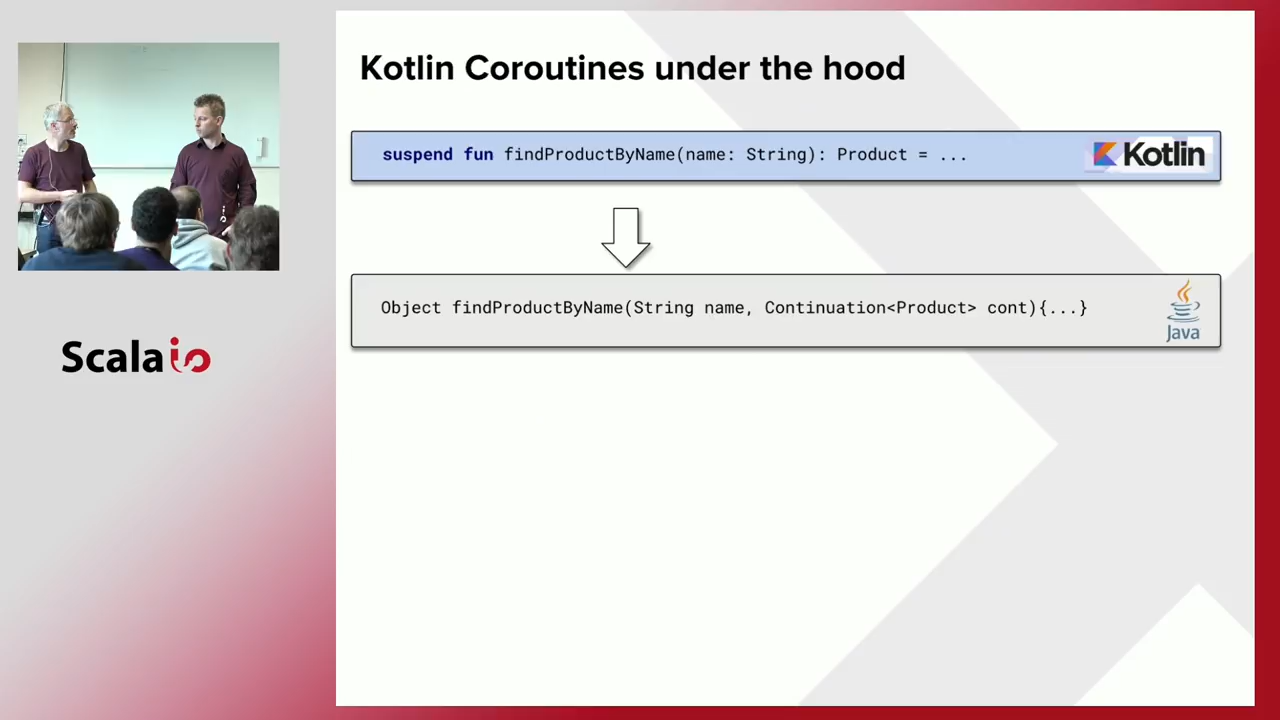 Kotlin Coroutines under the hood
suspend fun findProductByName(name: String): Product = ...
Kotlin
Object findProductByName(String name, Continuation<Product> cont){...}
Java
Scala io